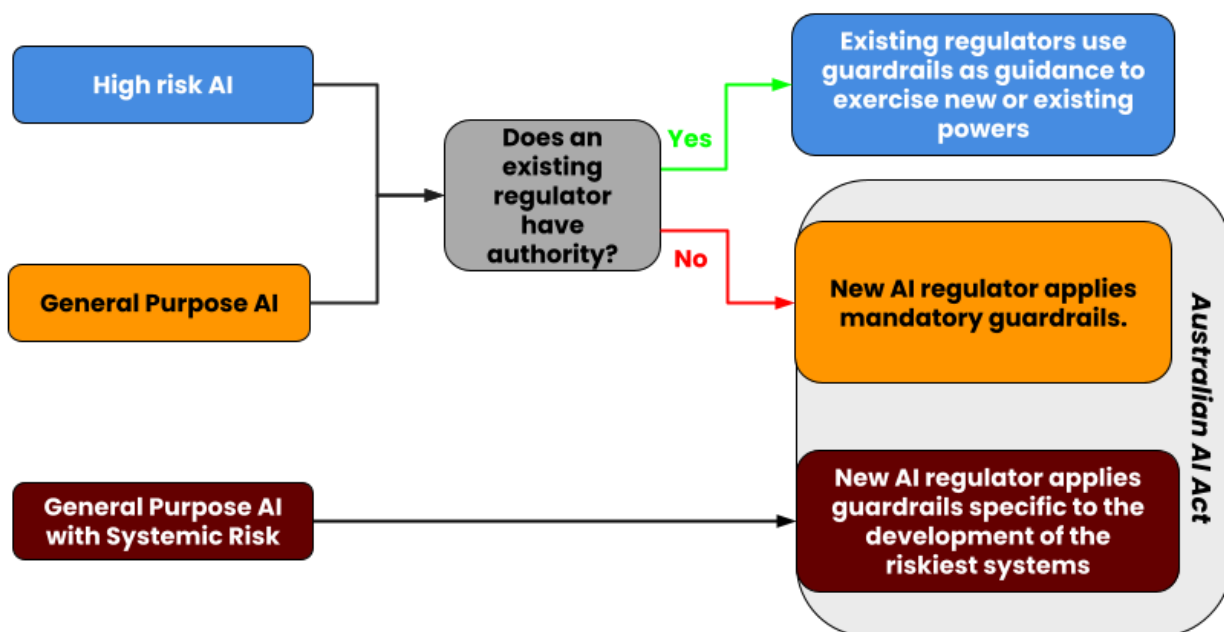 High risk AI
General Purpose AI
General Purpose AI
with Systemic Risk
Does an
existing
regulator
have
authority?
Yes
No
Existing regulators use
guardrails as guidance to
exercise new or existing
powers
New AI regulator applies
mandatory guardrails.
New AI regulator applies
guardrails specific to the
development of the
riskiest systems
Australian AI Act